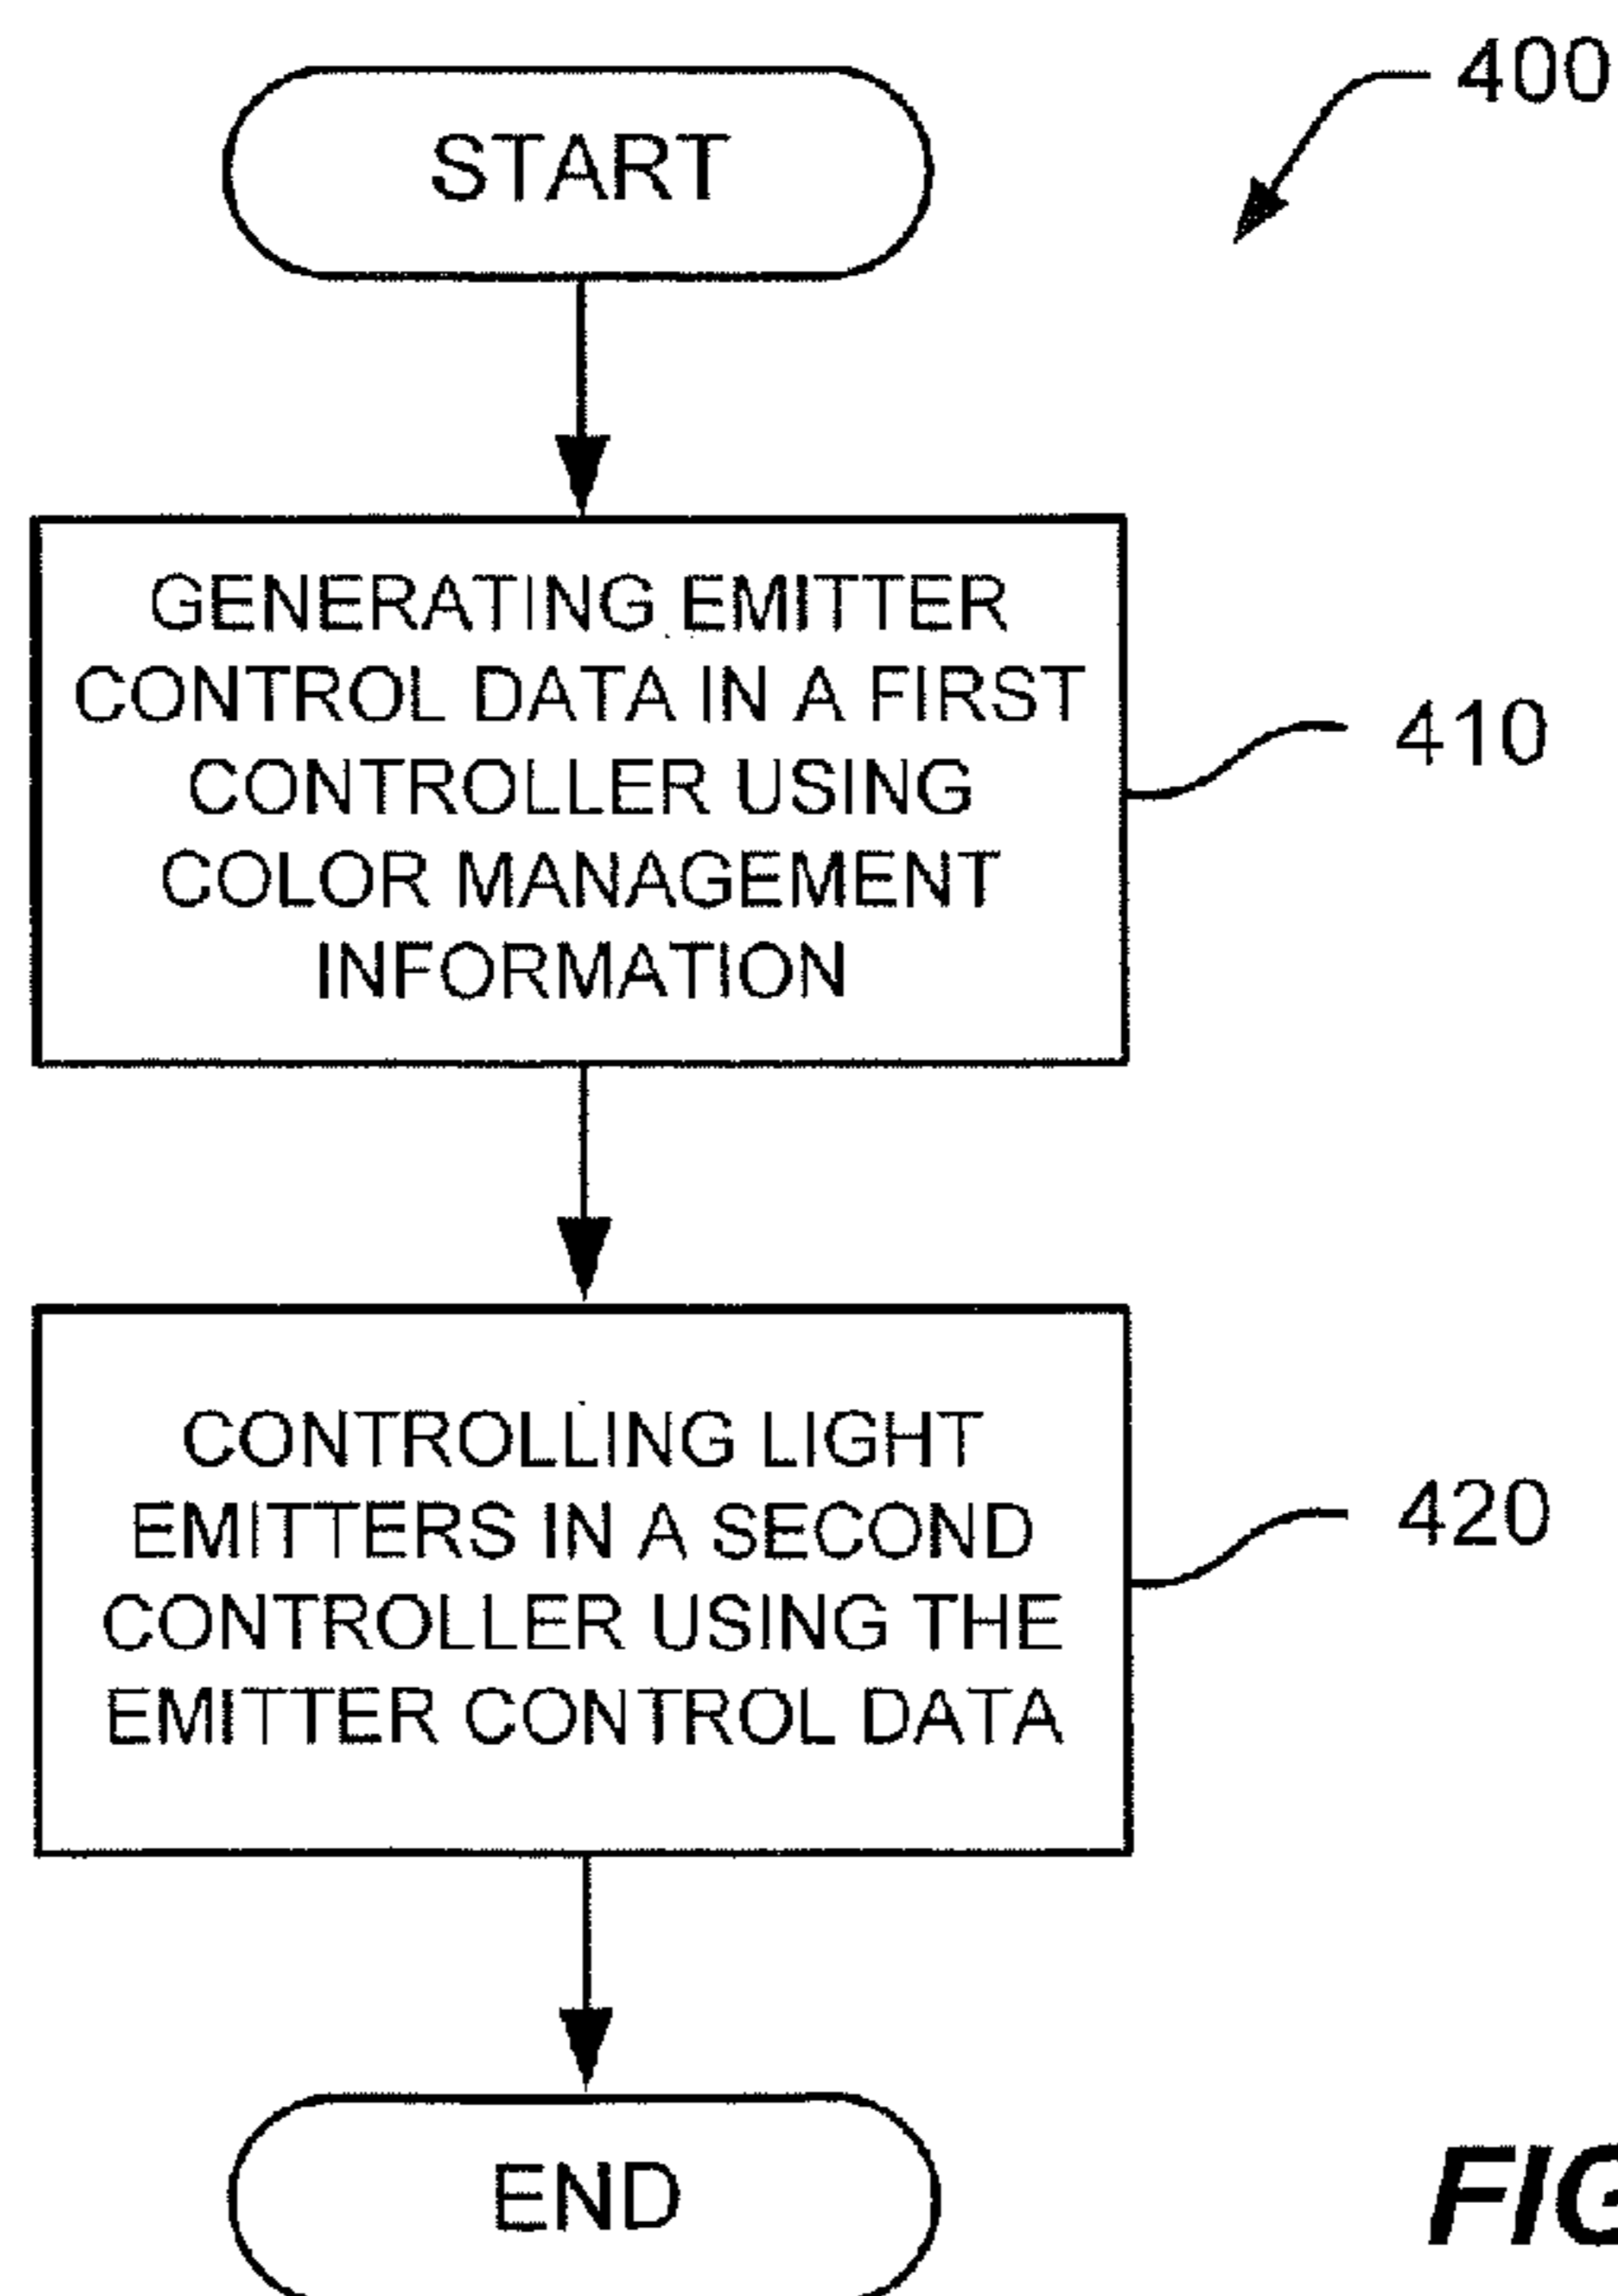 400
START
GENERATING EMITTER
CONTROL DATA IN A FIRST
CONTROLLER USING
COLOR MANAGEMENT
INFORMATION
410
CONTROLLING LIGHT
EMITTERS IN A SECOND
CONTROLLER USING THE
EMITTER CONTROL DATA
420
END
FIG